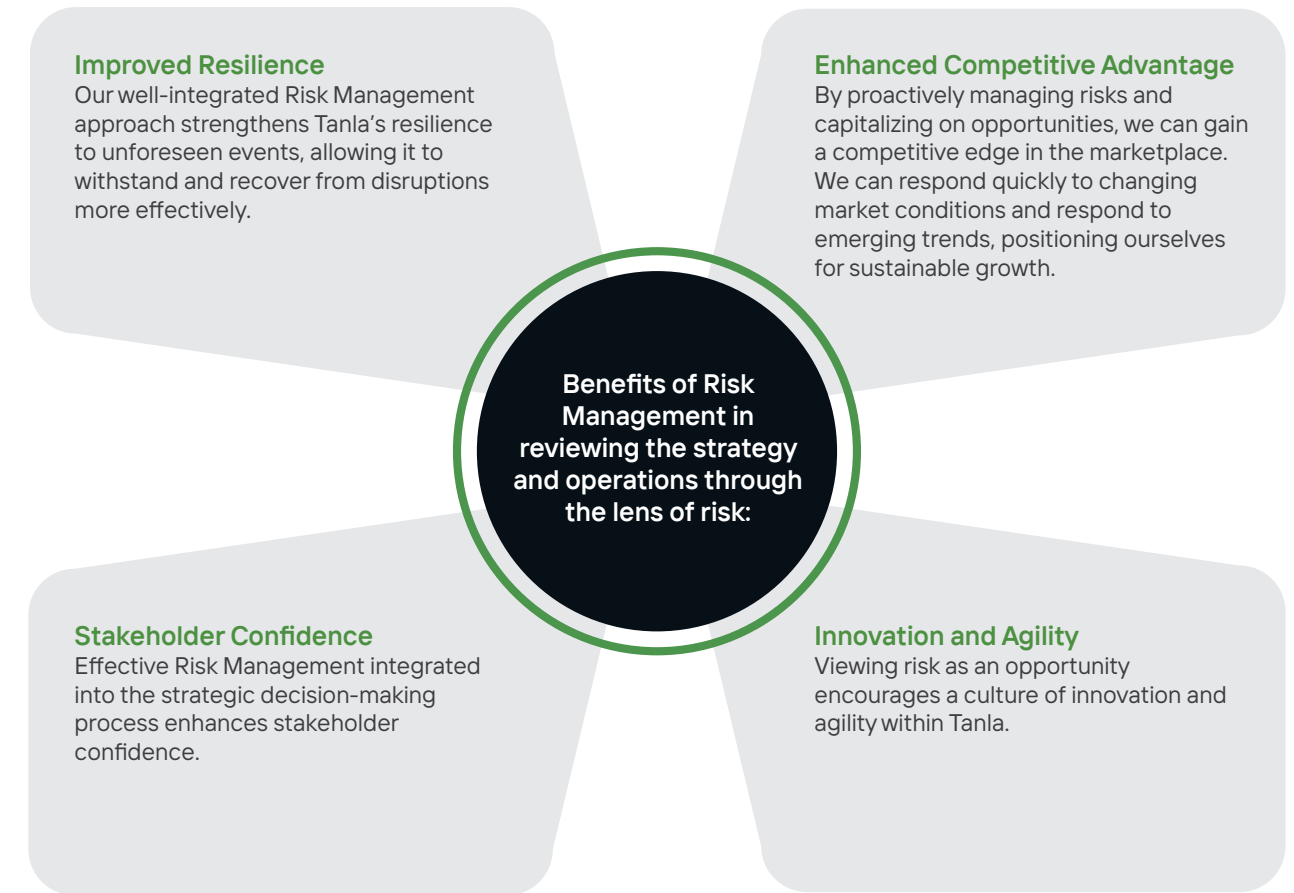 Improved Resilience
Our well-integrated Risk Management
approach strengthens Tanla's resilience
to unforeseen events, allowing it to
withstand and recover from disruptions
more effectively.
Enhanced Competitive Advantage
By proactively managing risks and
capitalizing on opportunities, we can gain
a competitive edge in the marketplace.
We can respond quickly to changing
market conditions and respond to
emerging trends, positioning ourselves
for sustainable growth.
Benefits of Risk
Management in
reviewing the strategy
and operations through
the lens of risk:
Stakeholder Confidence
Effective Risk Management integrated
into the strategic decision-making
process enhances stakeholder
confidence.
Innovation and Agility
Viewing risk as an opportunity
encourages a culture of innovation and
agility within Tanla.